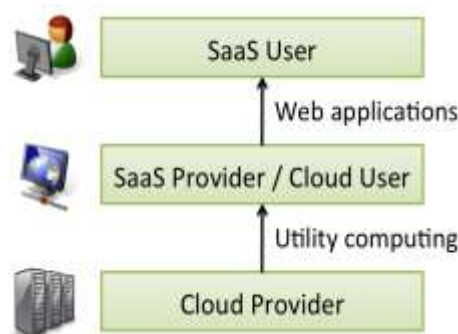 SaaS User
Web applications
SaaS Provider / Cloud User
Utility computing
Cloud Provider